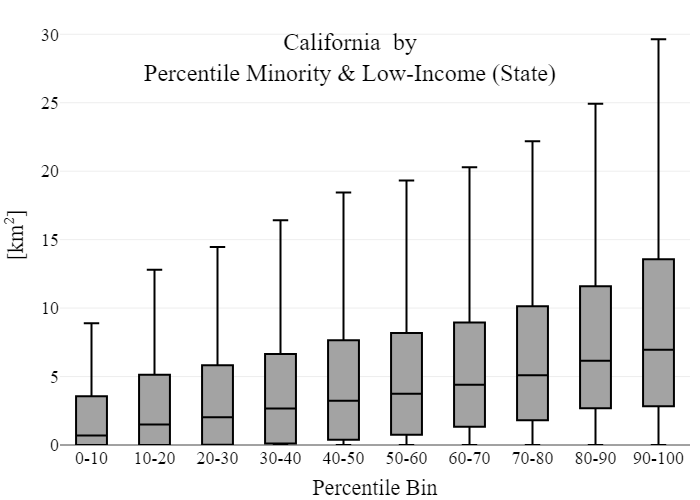 California by
Percentile Minority & Low-Income (State)
[km²]
30
25
20
15
10
5
0
0-10 10-20 20-30 30-40 40-50 50-60 60-70 70-80 80-90 90-100
Percentile Bin